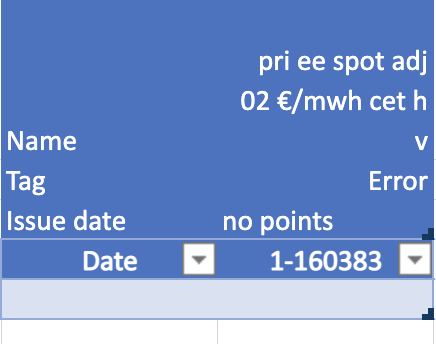 pri ee spot adj
02 €/mwh cet h
Name v
Tag Error
Issue date no points
Date 1-160383